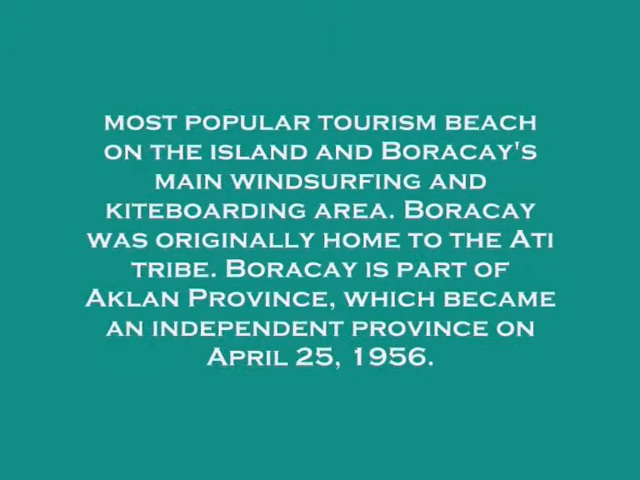 most popular tourism beach
on the island and Boracay's
main windsurfing and
kiteboarding area. Boracay
was originally home to the Ati
tribe. Boracay is part of
Aklan Province, which became
an independent province on
April 25, 1956.